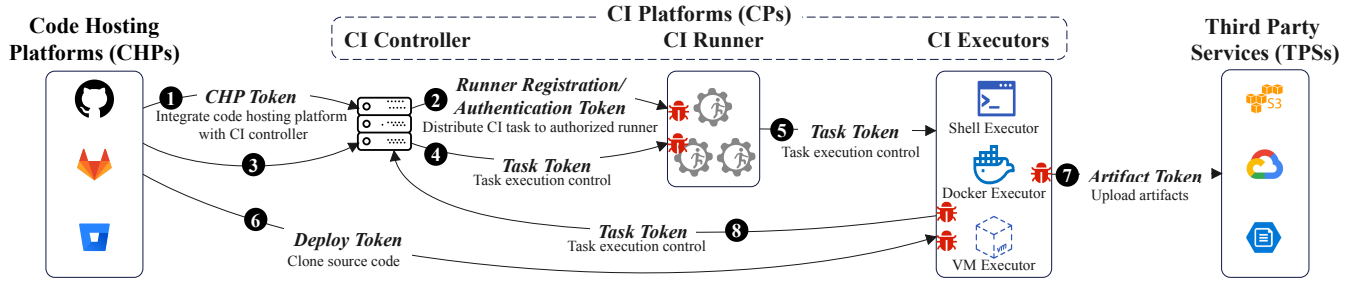 CI Platforms (CPs)
Code Hosting
Platforms (CHPs)
CI Controller
CI Runner
CI Executors
Third Party
Services (TPSs)
1
CHP Token
Integrate code hosting platform
with CI controller
2
Runner Registration/
Authentication Token
Distribute CI task to authorized runner
3
4
Task Token
Task execution control
5
Task Token
Task execution control
Shell Executor
Docker Executor
VM Executor
vm
6
Deploy Token
Clone source code
Task Token
Task execution control
8
7
Artifact Token
Upload artifacts
S3